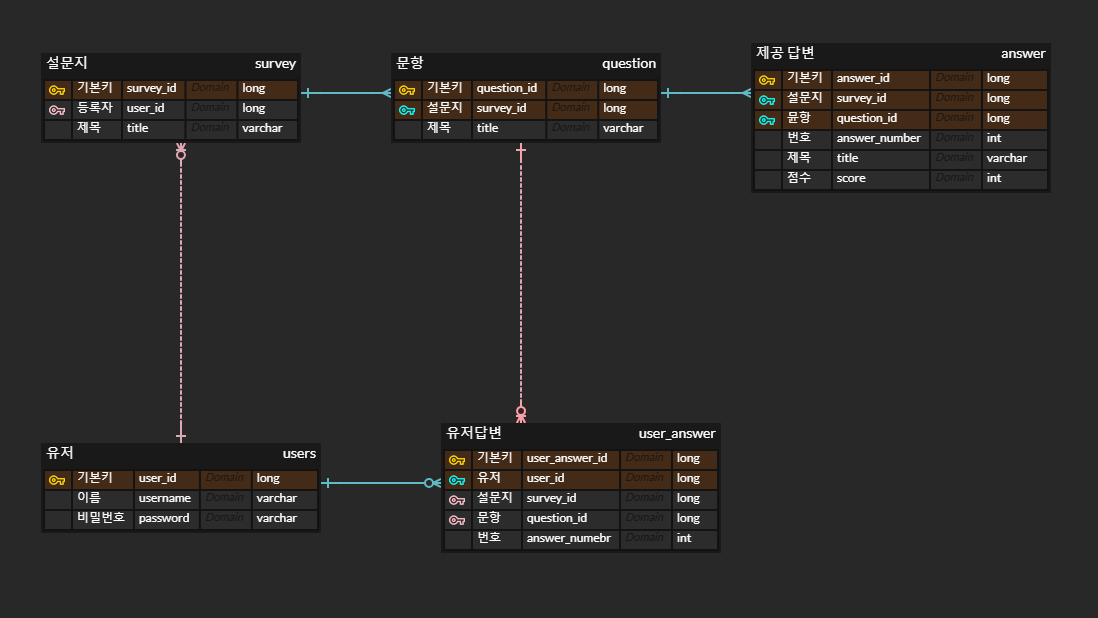 설문지 survey
기본키 survey_id Domain long
등록자 user_id Domain long
제목 title Domain varchar
문항 question
기본키 question_id Domain long
설문지 survey_id Domain long
제목 title Domain varchar
제공 답변 answer
기본키 answer_id Domain long
설문지 survey_id Domain long
문항 question_id Domain long
번호 answer_number Domain int
제목 title Domain varchar
점수 score Domain int
유저 users
기본키 user_id Domain long
이름 username Domain varchar
비밀번호 password Domain varchar
유저답변 user_answer
기본키 user_answer_id Domain long
유저 user_id Domain long
설문지 survey_id Domain long
문항 question_id Domain long
번호 answer_numebr Domain int